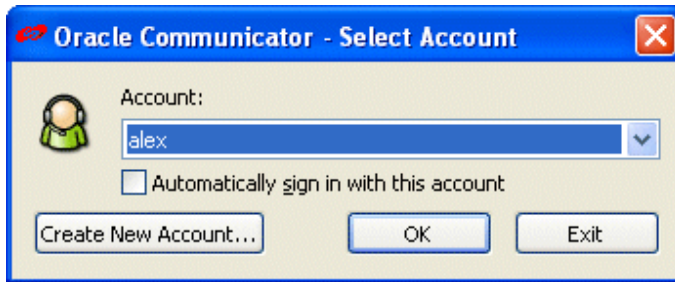 Oracle Communicator - Select Account
Account:
alex
Automatically sign in with this account
Create New Account... OK Exit